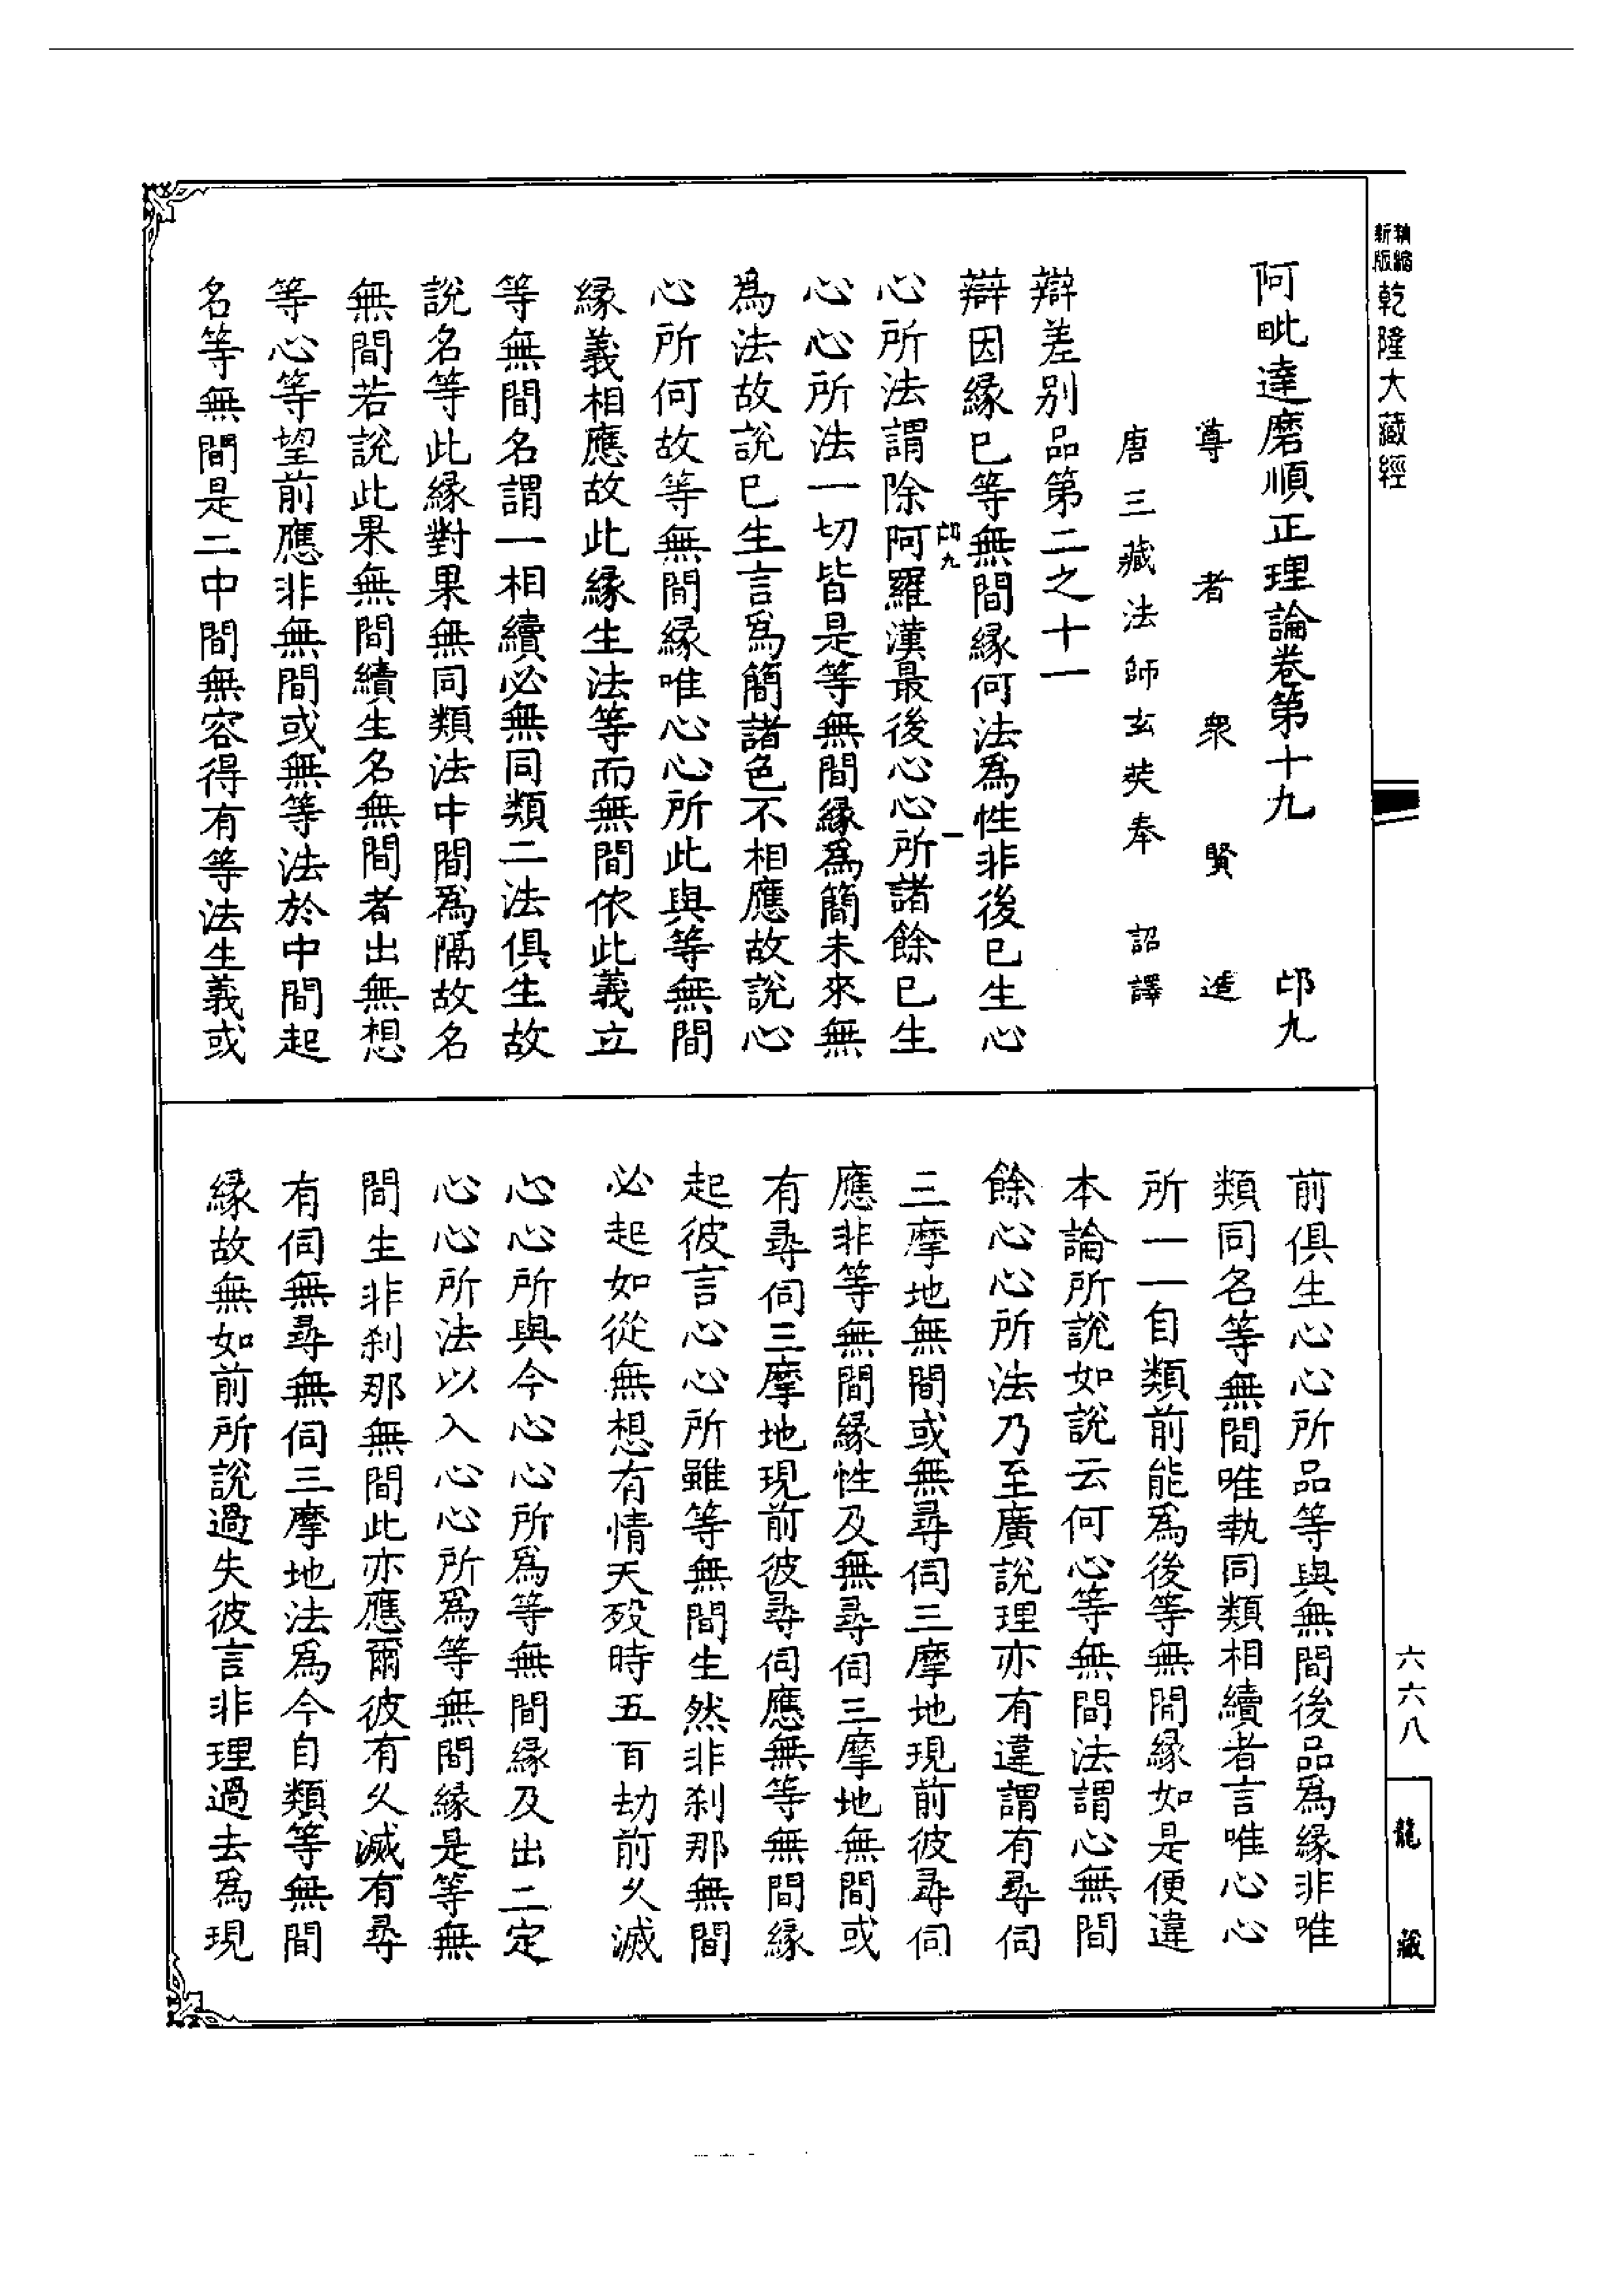 精縮新版乾隆大藏經
阿毗達磨順正理論卷第十九　邙九
尊者衆賢造
唐三藏法師玄奘奉詔譯
辯差别品第二之十一
辯因緣已等無間緣何法爲性非後已生心
邙九　一
心所法謂除阿羅漢最後心心所諸餘已生
心心所法一切皆是等無間緣爲簡未來無
爲法故說已生言爲簡諸色不相應故說心
心所何故等無間緣唯心心所此與等無間
緣義相應故此緣生法等而無間依此義立
等無間名謂一相續必無同類二法俱生故
說名等此緣對果無同類法中間爲隔故名
無間若說此果無間續生名無間者出無想
等心等望前應非無間或無等法於中間起
名等無間是二中間無容得有等法生義或
前俱生心心所品等與無間後品爲緣非唯
類同名等無間唯執同類相續者言唯心心
所一一自類前能爲後等無間緣如是便違
本論所說如說云何心等無間法謂心無間
餘心心所法乃至廣說理亦有違謂有尋伺
三摩地無間或無尋伺三摩地現前彼尋伺
應非等無間緣性及無尋伺三摩地無間或
有尋伺三摩地現前彼尋伺應無等無間緣
起彼言心心所雖等無間生然非刹那無間
必起如從無想有情天歿時五百劫前久滅
心心所與今心心所爲等無間緣及出二定
心心所法以入心心所爲等無間緣是等無
間生非刹那無間此亦應爾彼有久滅有尋
有伺無尋無伺三摩地法爲今自類等無間
緣故無如前所說過失彼言非理過去爲現
六六八
龍藏